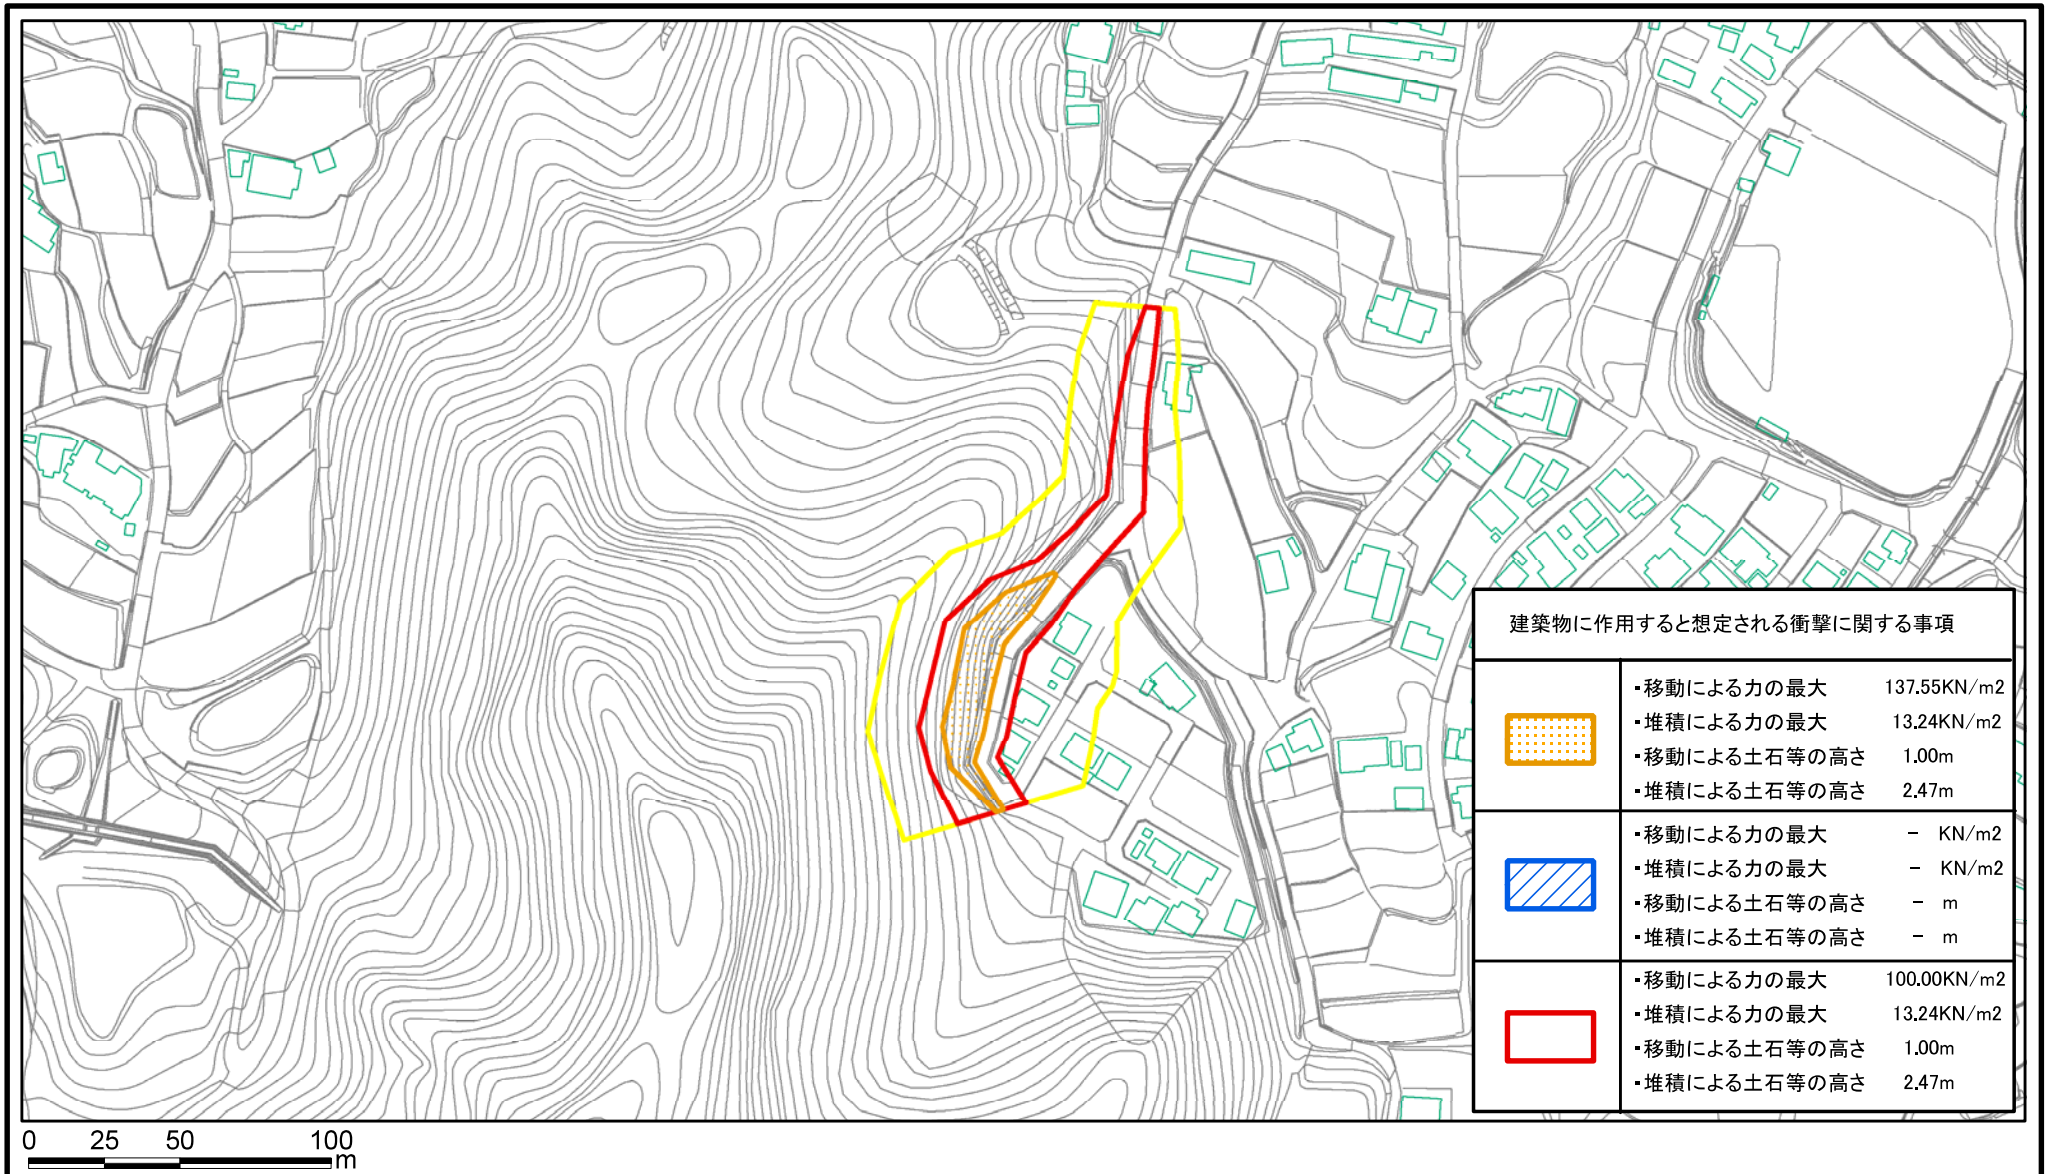 建築物に作用すると想定される衝撃に関する事項
・移動による力の最大 137.55KN/m2
・堆積による力の最大 13.24KN/m2
・移動による土石等の高さ 1.00m
・堆積による土石等の高さ 2.47m
・移動による力の最大 － KN/m2
・堆積による力の最大 － KN/m2
・移動による土石等の高さ － m
・堆積による土石等の高さ － m
・移動による力の最大 100.00KN/m2
・堆積による力の最大 13.24KN/m2
・移動による土石等の高さ 1.00m
・堆積による土石等の高さ 2.47m
0 25 50 100
m